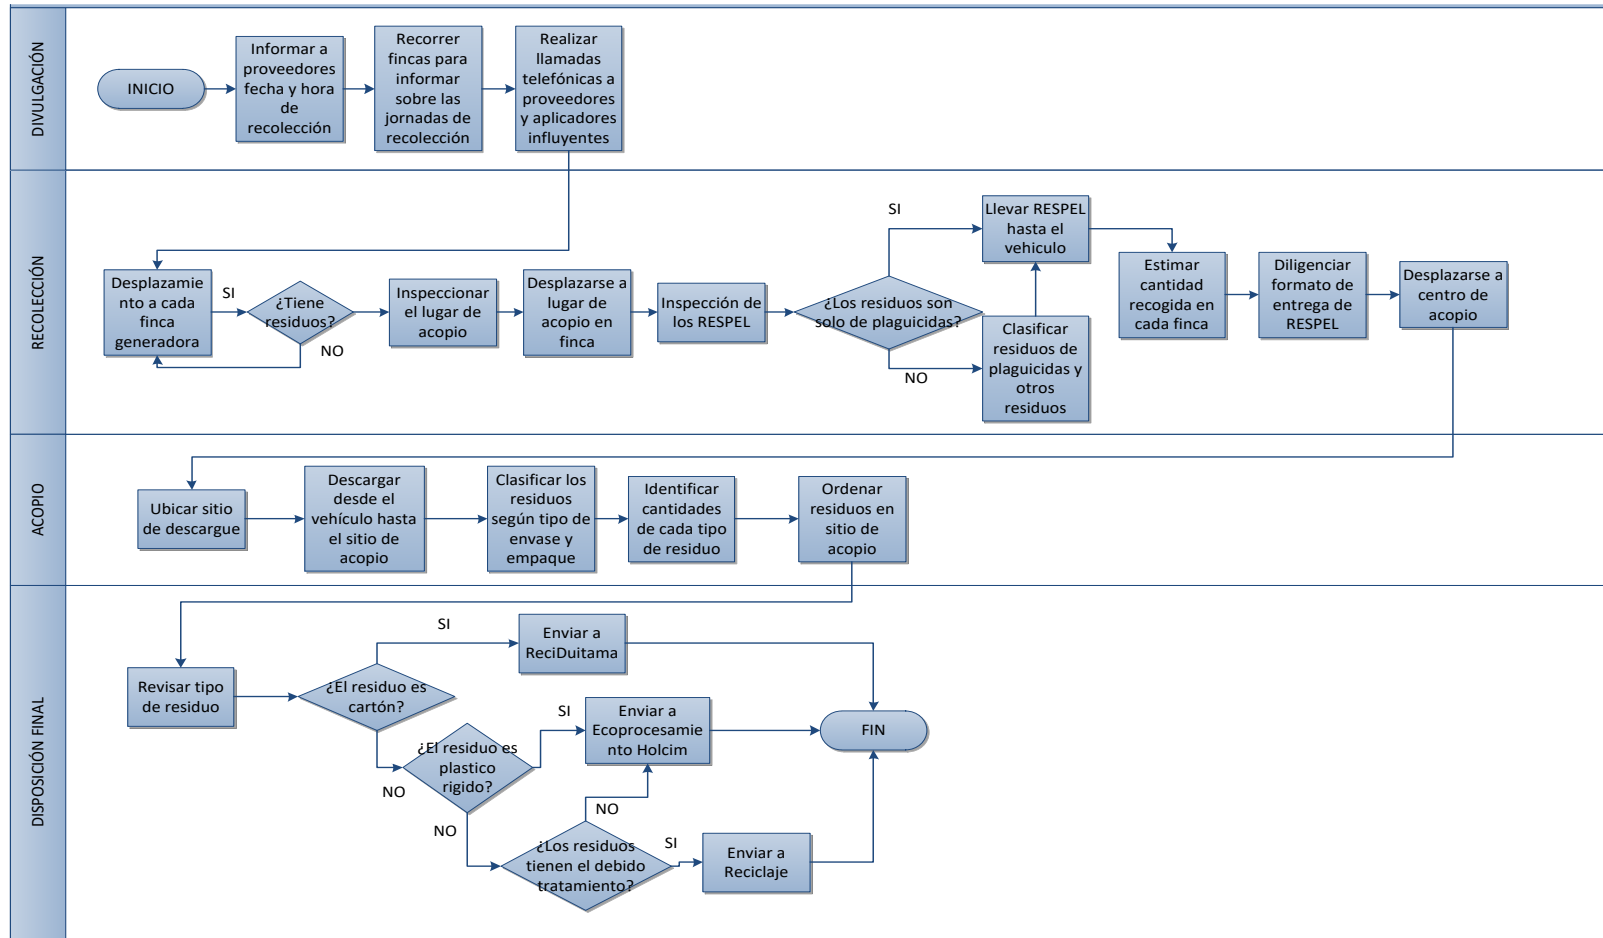 DIVULGACIÓN
INICIO
Informar a
proveedores
fecha y hora
de
recolección
Recorrer
fincas para
informar
sobre las
jornadas de
recolección
Realizar
llamadas
telefónicas a
proveedores
y aplicadores
influyentes
RECOLECCIÓN
Desplazamie
nto a cada
finca
generadora
SI
¿Tiene
residuos?
NO
Inspeccionar
el lugar de
acopio
Desplazarse a
lugar de
acopio en
finca
Inspección de
los RESPEL
¿Los residuos son
solo de plaguicidas?
SI
NO
Llevar RESPEL
hasta el
vehiculo
Clasificar
residuos de
plaguicidas y
otros
residuos
Estimar
cantidad
recogida en
cada finca
Diligenciar
formato de
entrega de
RESPEL
Desplazarse a
centro de
acopio
ACOPIO
Ubicar sitio
de descargue
Descargar
desde el
vehículo hasta
el sitio de
acopio
Clasificar los
residuos
según tipo de
envase y
empaque
Identificar
cantidades
de cada tipo
de residuo
Ordenar
residuos en
sitio de
acopio
DISPOSICIÓN FINAL
Revisar tipo
de residuo
¿El residuo es
cartón?
SI
Enviar a
ReciDuitama
NO
¿El residuo es
plastico
rigido?
SI
Enviar a
Ecoprocesamie
nto Holcim
NO
¿Los residuos
tienen el debido
tratamiento?
NO
SI
Enviar a
Reciclaje
FIN